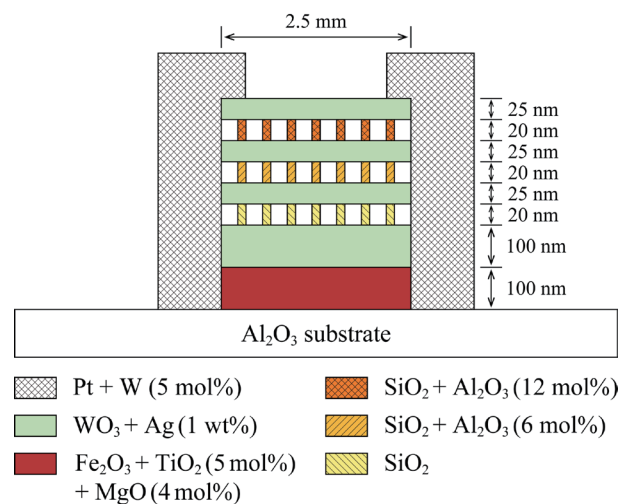 2.5 mm
25 nm
20 nm
25 nm
20 nm
25 nm
20 nm
100 nm
100 nm
Al₂O₃ substrate
Pt + W (5 mol%)
WO₃ + Ag (1 wt%)
Fe₂O₃ + TiO₂ (5 mol%)
+ MgO (4 mol%)
SiO₂ + Al₂O₃ (12 mol%)
SiO₂ + Al₂O₃ (6 mol%)
SiO₂